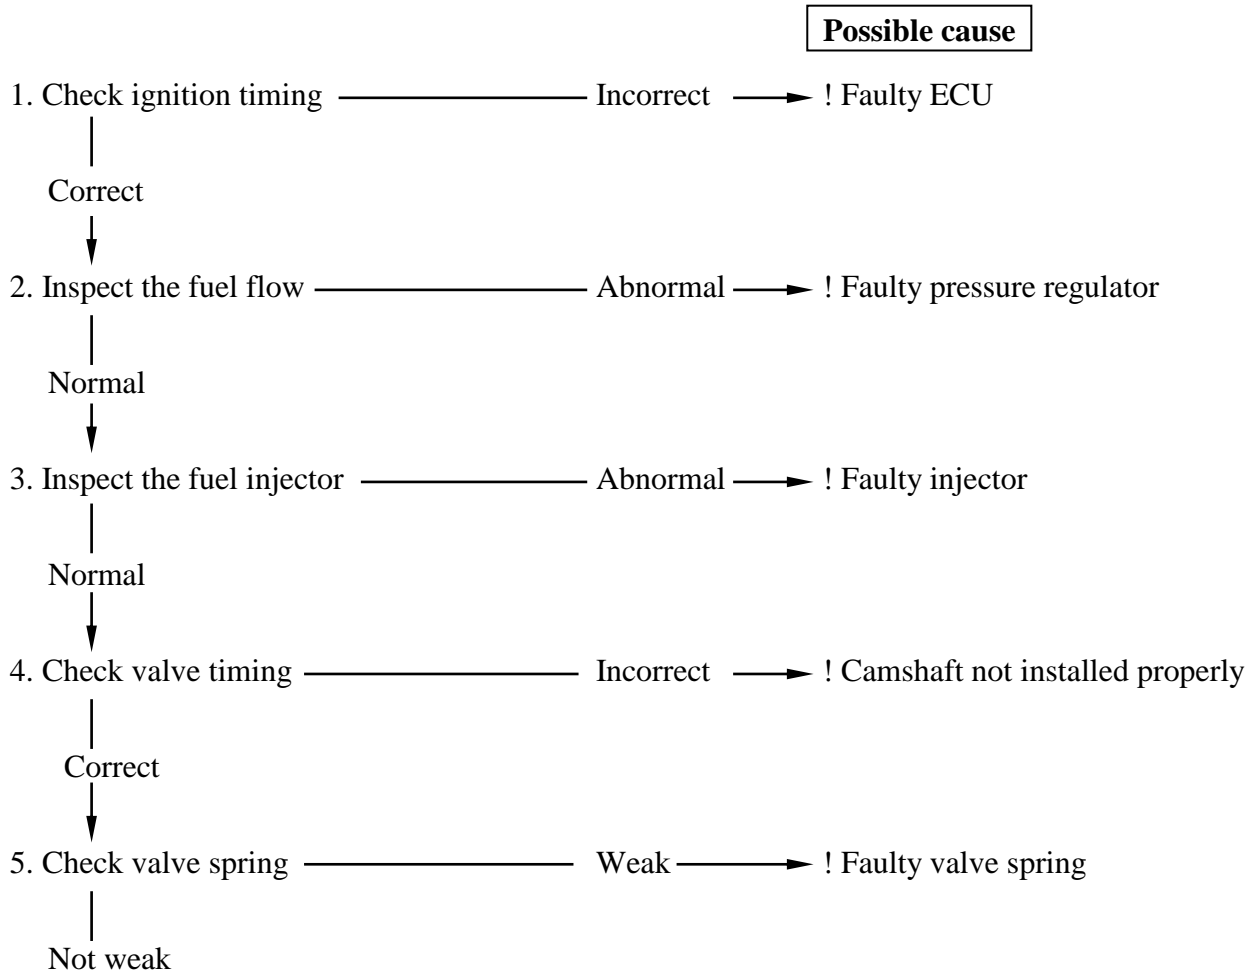 Possible cause
1. Check ignition timing Incorrect ! Faulty ECU
Correct
2. Inspect the fuel flow Abnormal ! Faulty pressure regulator
Normal
3. Inspect the fuel injector Abnormal ! Faulty injector
Normal
4. Check valve timing Incorrect ! Camshaft not installed properly
Correct
5. Check valve spring Weak ! Faulty valve spring
Not weak